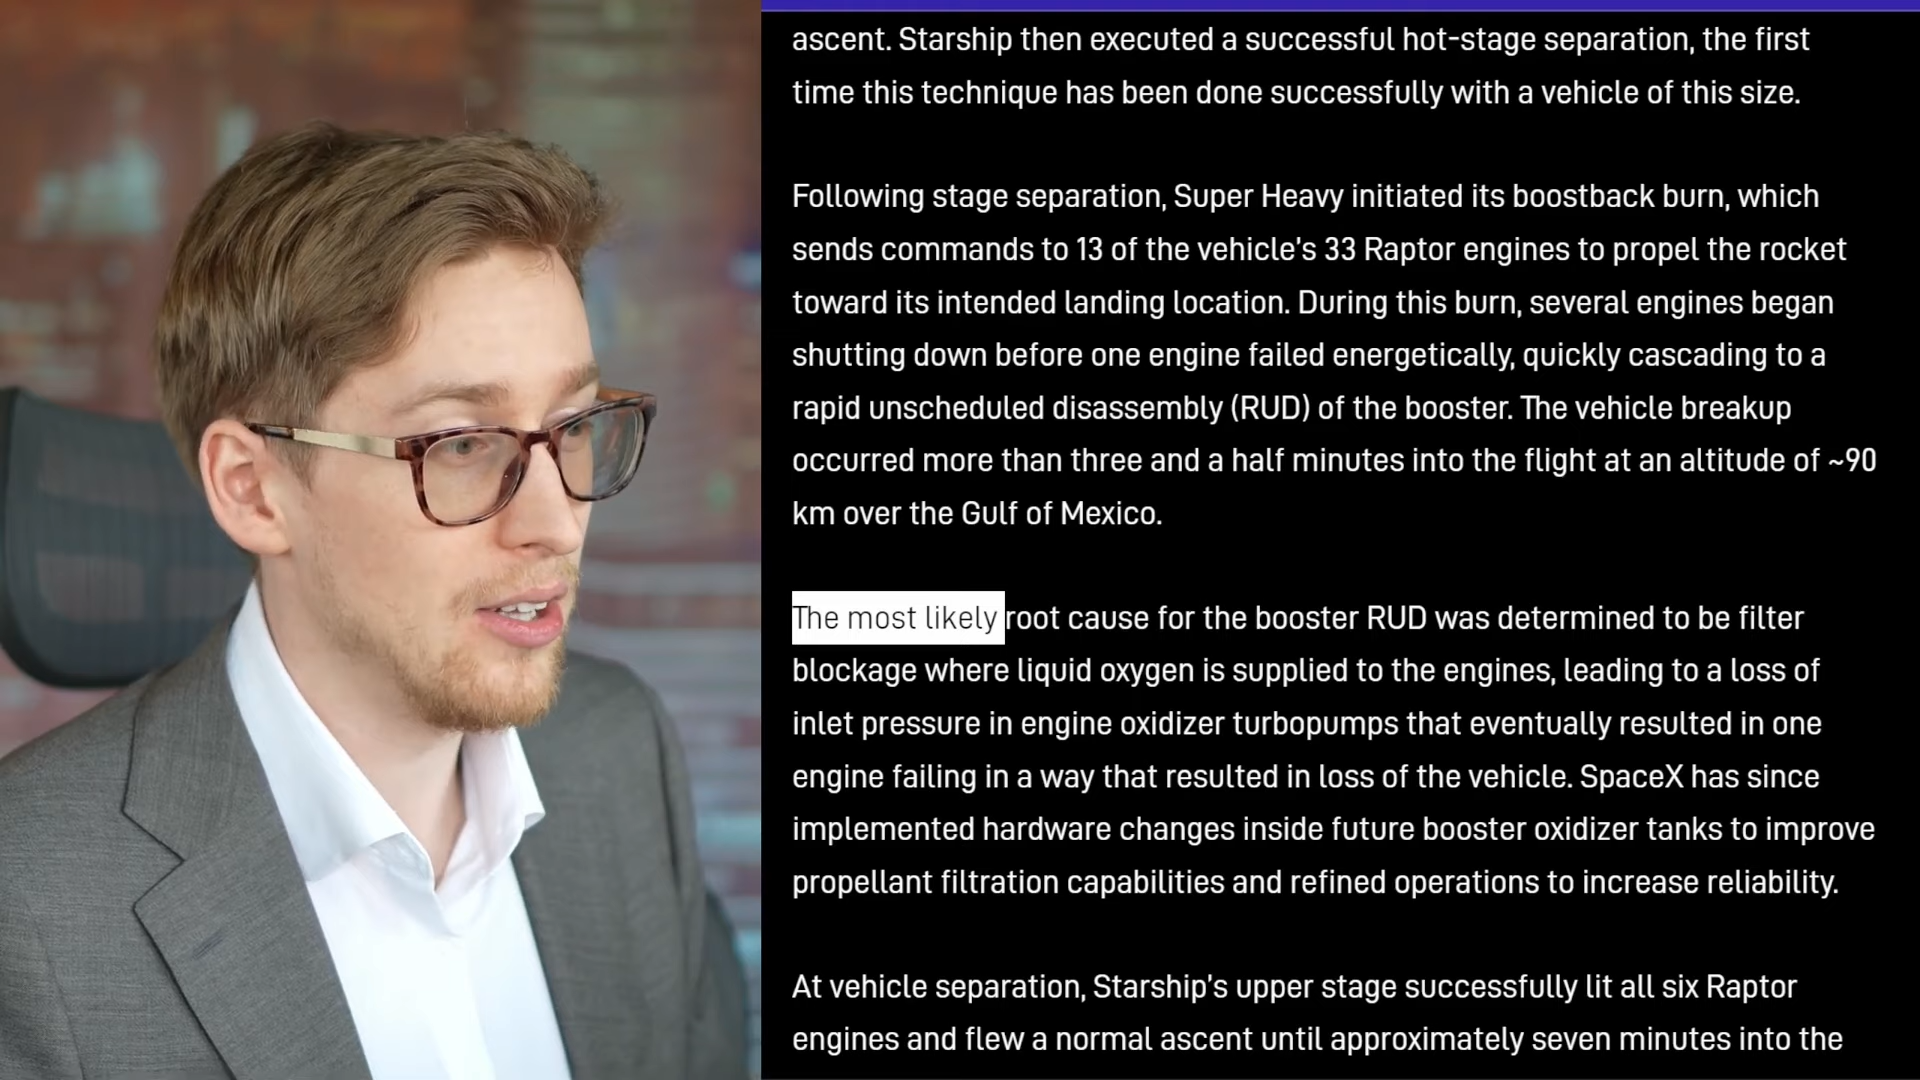 ascent. Starship then executed a successful hot-stage separation, the first
time this technique has been done successfully with a vehicle of this size.
Following stage separation, Super Heavy initiated its boostback burn, which
sends commands to 13 of the vehicle's 33 Raptor engines to propel the rocket
toward its intended landing location. During this burn, several engines began
shutting down before one engine failed energetically, quickly cascading to a
rapid unscheduled disassembly (RUD) of the booster. The vehicle breakup
occurred more than three and a half minutes into the flight at an altitude of ~90
km over the Gulf of Mexico.
The most likely root cause for the booster RUD was determined to be filter
blockage where liquid oxygen is supplied to the engines, leading to a loss of
inlet pressure in engine oxidizer turbopumps that eventually resulted in one
engine failing in a way that resulted in loss of the vehicle. SpaceX has since
implemented hardware changes inside future booster oxidizer tanks to improve
propellant filtration capabilities and refined operations to increase reliability.
At vehicle separation, Starship's upper stage successfully lit all six Raptor
engines and flew a normal ascent until approximately seven minutes into the